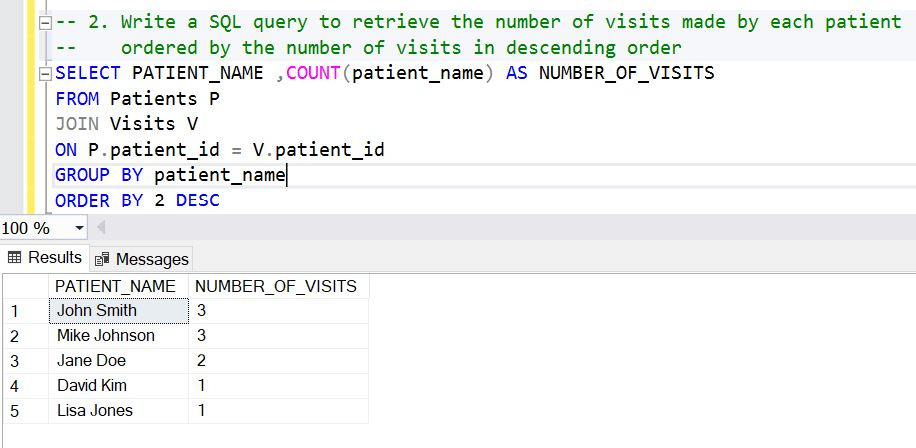 -- 2. Write a SQL query to retrieve the number of visits made by each patient
-- ordered by the number of visits in descending order
SELECT PATIENT_NAME ,COUNT(patient_name) AS NUMBER_OF_VISITS
FROM Patients P
JOIN Visits V
ON P.patient_id = V.patient_id
GROUP BY patient_name
ORDER BY 2 DESC
100 %
Results Messages
PATIENT_NAME NUMBER_OF_VISITS
1 John Smith 3
2 Mike Johnson 3
3 Jane Doe 2
4 David Kim 1
5 Lisa Jones 1